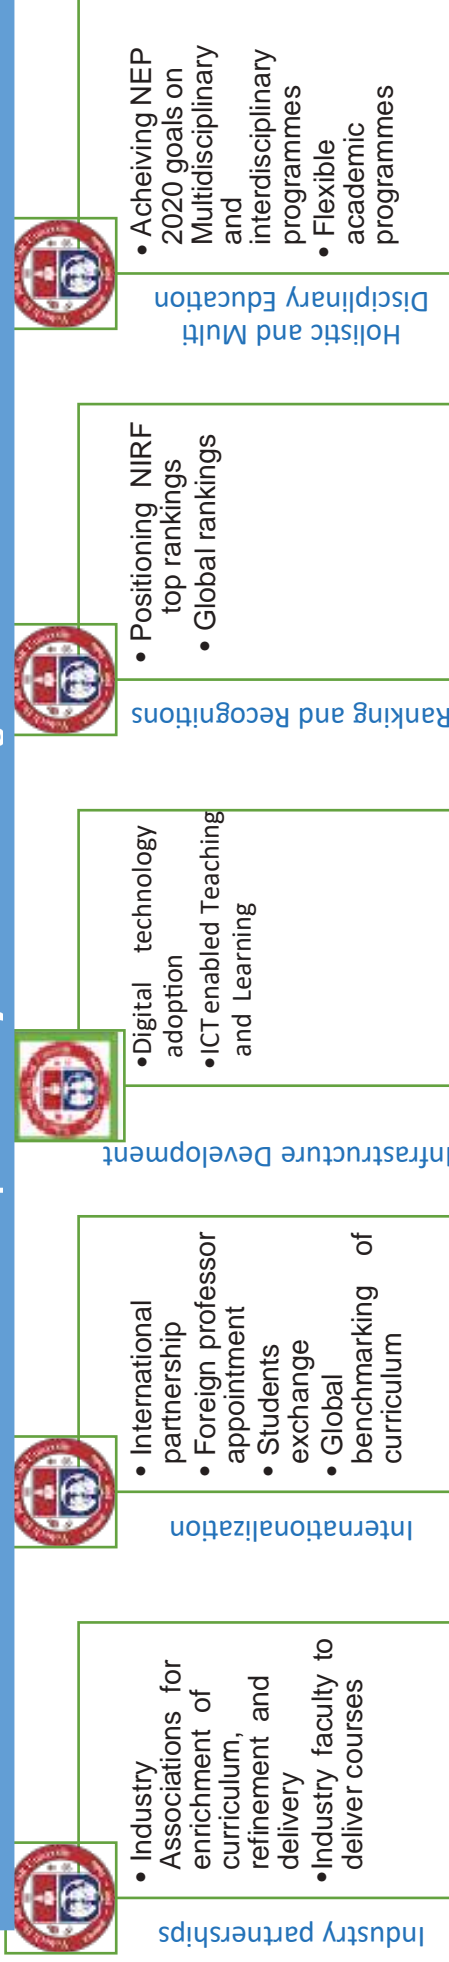 Industry partnerships
• Industry
Associations for
enrichment of
curriculum,
refinement and
delivery
•Industry faculty to
deliver courses
Internationalization
• International
partnership
• Foreign professor
appointment
• Students
exchange
• Global
benchmarking of
curriculum
Infrastructure Development
•Digital technology
adoption
•ICT enabled Teaching
and Learning
Ranking and Recognitions
• Positioning NIRF
top rankings
• Global rankings
Holistic and Multi
Disciplinary Education
• Acheiving NEP
2020 goals on
Multidisciplinary
and
interdisciplinary
programmes
• Flexible
academic
programmes